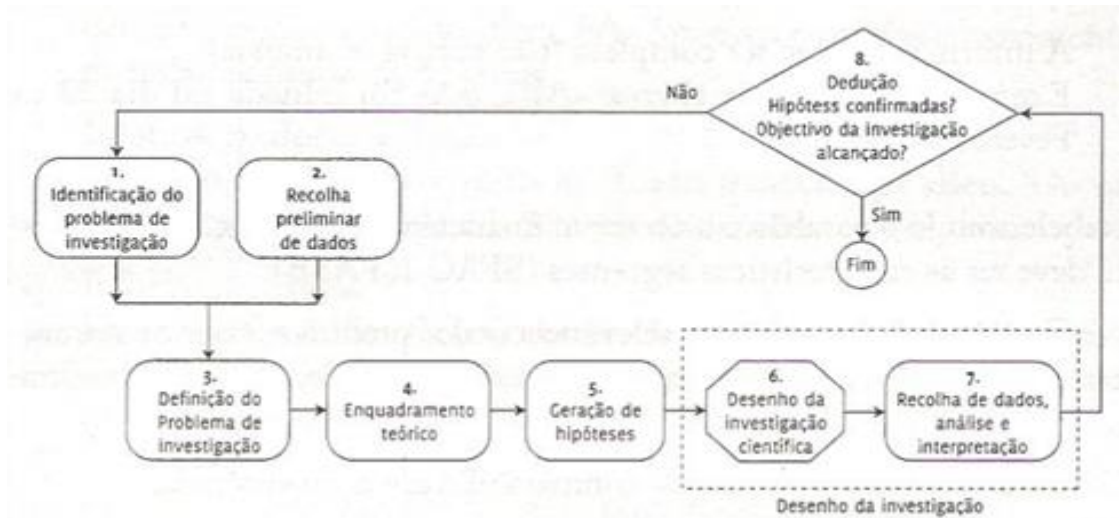 8.
Dedução
Hipótess confirmadas?
Objectivo da investigação
alcançado?
Não
Sim
Fim
1.
Identificação do
problema de
investigação
2.
Recolha
preliminar
de dados
3.
Definição do
Problema de
investigação
4.
Enquadramento
teórico
5.
Geração de
hipóteses
6.
Desenho da
investigação
científica
7.
Recolha de dados,
análise e
interpretação
Desenho da investigação